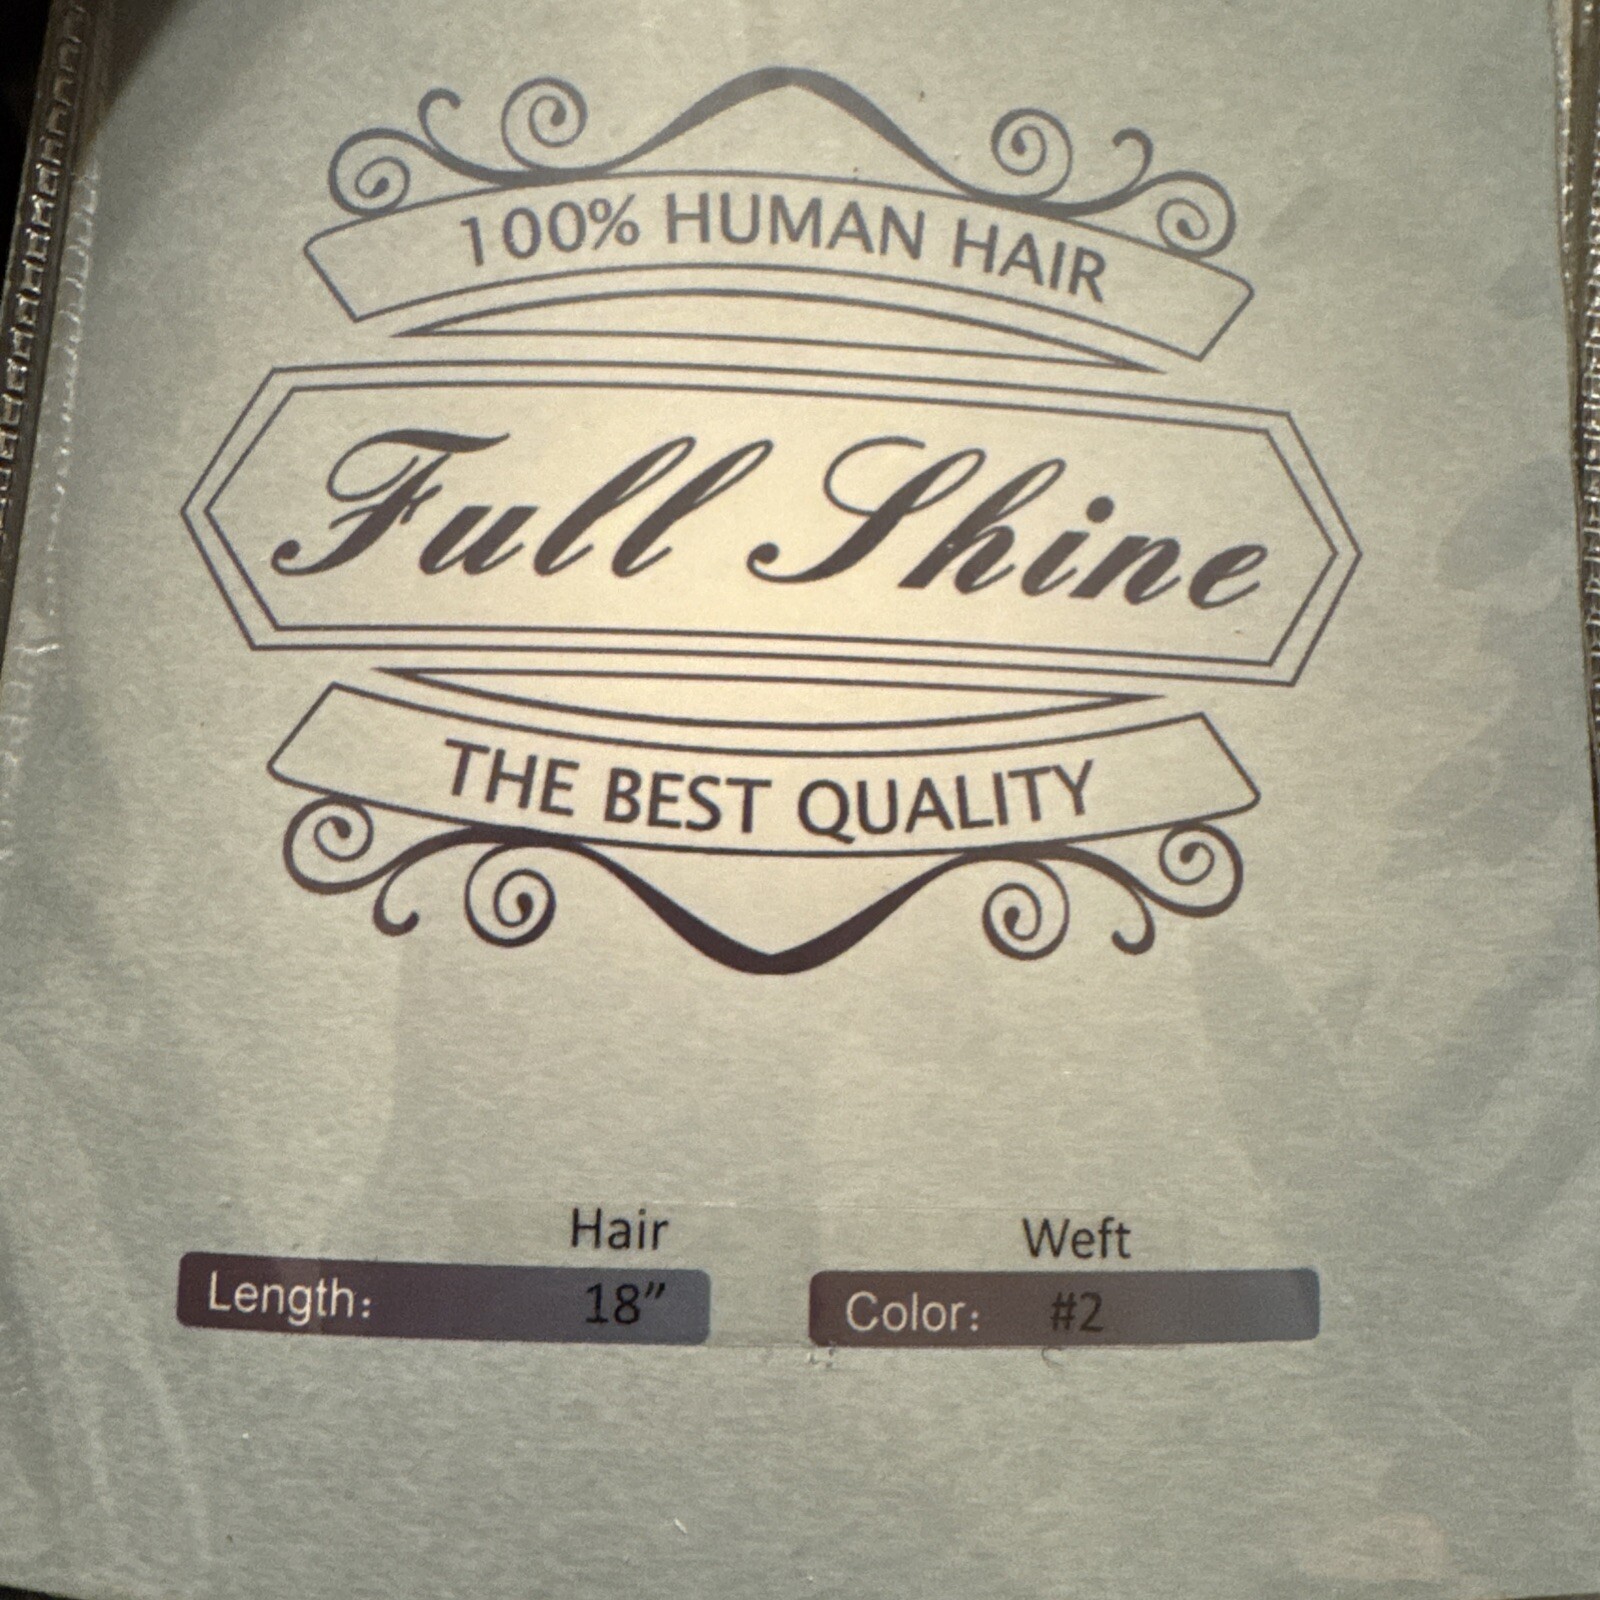 100% HUMAN HAIR
Full Shine
THE BEST QUALITY
Hair Weft
Length: 18” Color: #2